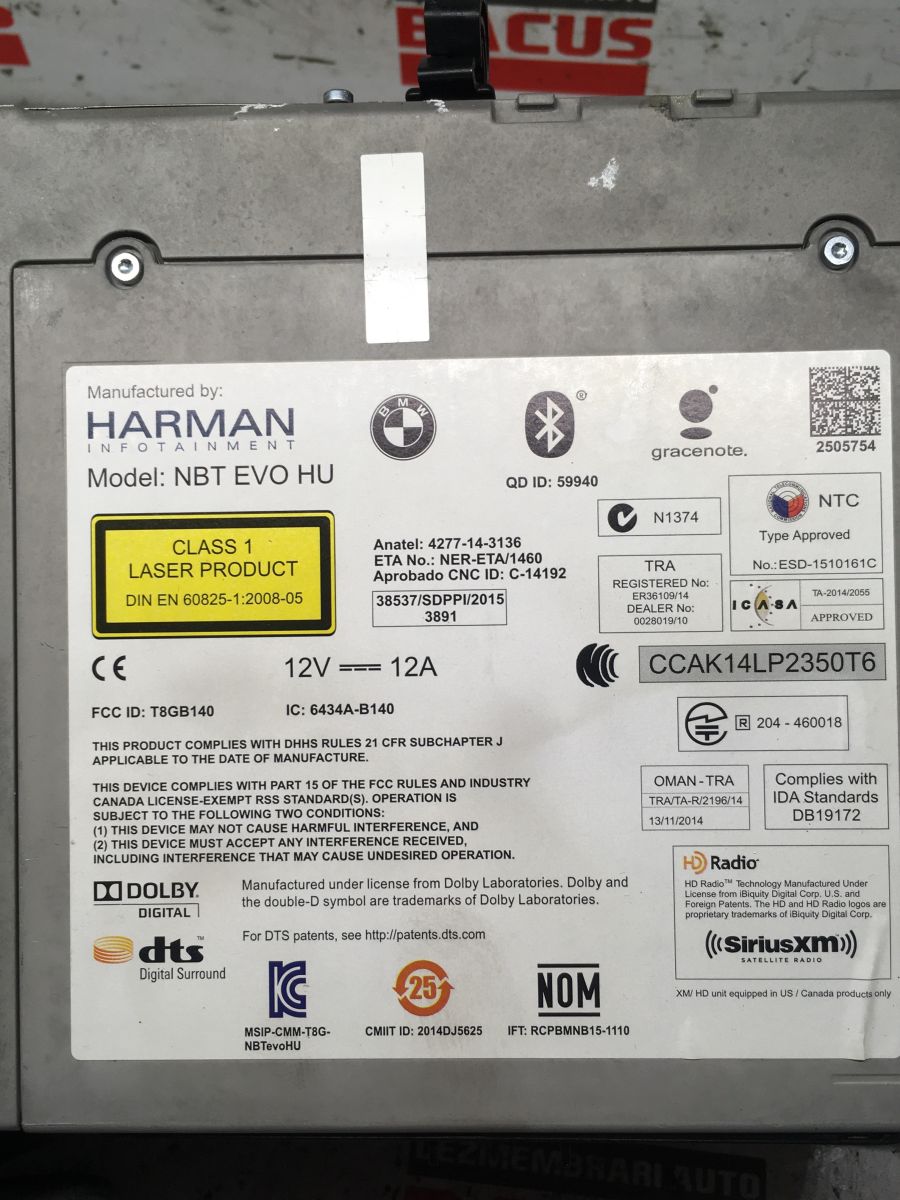 BACUS
Manufactured by:
HARMAN
INFOTAINMENT
Model: NBT EVO HU
BMW
®
QD ID: 59940
gracenote.
2505754
CLASS 1
LASER PRODUCT
DIN EN 60825-1:2008-05
Anatel: 4277-14-3136
ETA No.: NER-ETA/1460
Aprobado CNC ID: C-14192
38537/SDPPI/2015
3891
N1374
NTC
Type Approved
No.: ESD-1510161C
TRA
REGISTERED No:
ER36109/14
DEALER No:
0028019/10
ICASA
TA-2014/2055
APPROVED
CE
12V 12A
CCAK14LP2350T6
FCC ID: T8GB140
IC: 6434A-B140
R 204 - 460018
THIS PRODUCT COMPLIES WITH DHHS RULES 21 CFR SUBCHAPTER J
APPLICABLE TO THE DATE OF MANUFACTURE.
THIS DEVICE COMPLIES WITH PART 15 OF THE FCC RULES AND INDUSTRY
CANADA LICENSE-EXEMPT RSS STANDARD(S). OPERATION IS
SUBJECT TO THE FOLLOWING TWO CONDITIONS:
(1) THIS DEVICE MAY NOT CAUSE HARMFUL INTERFERENCE, AND
(2) THIS DEVICE MUST ACCEPT ANY INTERFERENCE RECEIVED,
INCLUDING INTERFERENCE THAT MAY CAUSE UNDESIRED OPERATION.
OMAN - TRA
TRA/TA-R/2196/14
13/11/2014
Complies with
IDA Standards
DB19172
HD Radio
HD Radio™ Technology Manufactured Under
License from iBiquity Digital Corp. U.S. and
Foreign Patents. The HD and HD Radio logos are
proprietary trademarks of iBiquity Digital Corp.
SiriusXM
SATELLITE RADIO
XM/ HD unit equipped in US / Canada products only
DOLBY.
DIGITAL
Manufactured under license from Dolby Laboratories. Dolby and
the double-D symbol are trademarks of Dolby Laboratories.
dts™
Digital Surround
For DTS patents, see http://patents.dts.com
KC
MSIP-CMM-T8G-
NBTevoHU
25
CMIIT ID: 2014DJ5625
NOM
IFT: RCPBMNB15-1110
DEZMEMBRARI AUTO